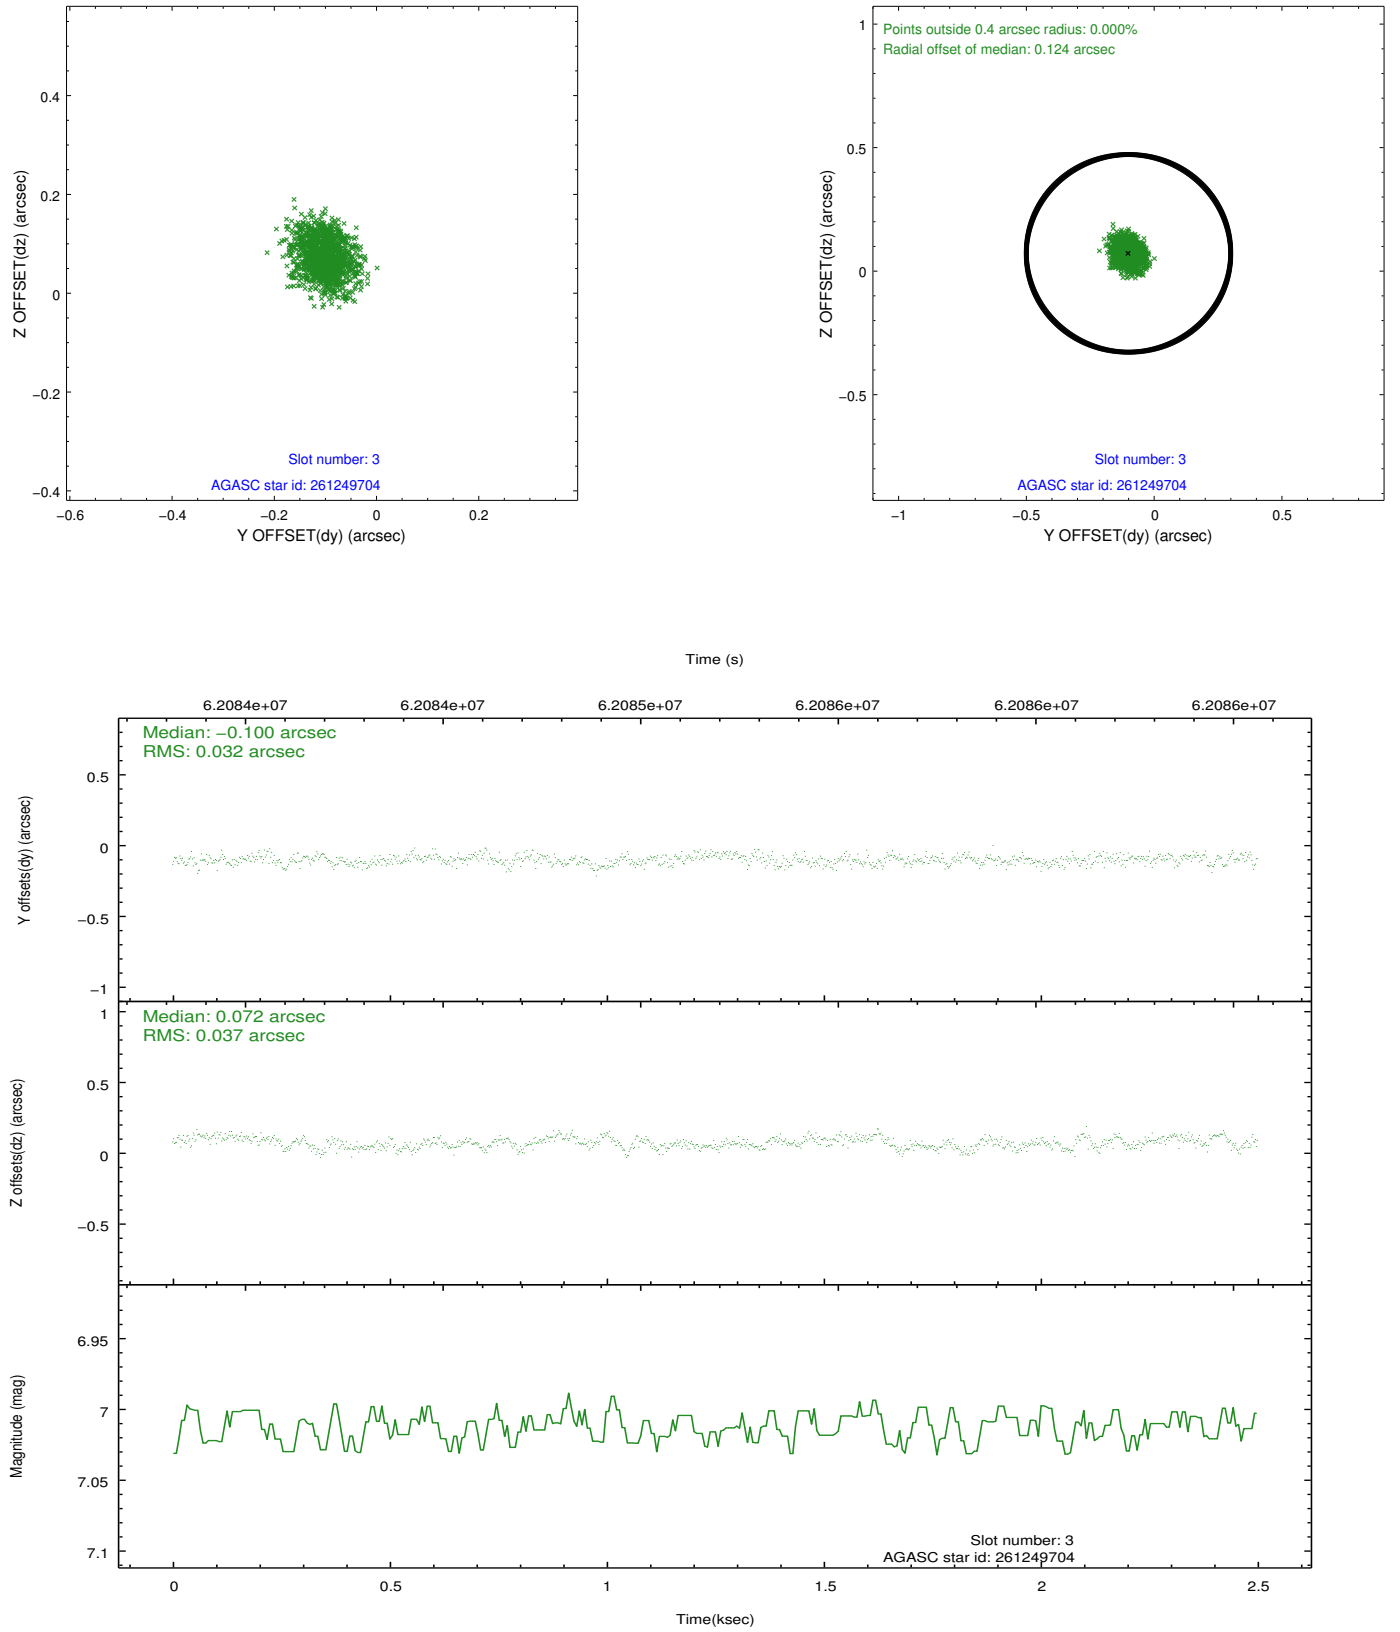 0.4
0.2
0
−0.2
−0.4
Z OFFSET(dz) (arcsec)
Slot number: 3
AGASC star id: 261249704
−0.6 −0.4 −0.2 0 0.2
Y OFFSET(dy) (arcsec)
Points outside 0.4 arcsec radius: 0.000%
Radial offset of median: 0.124 arcsec
1
0.5
0
−0.5
Z OFFSET(dz) (arcsec)
Slot number: 3
AGASC star id: 261249704
−1 −0.5 0 0.5
Y OFFSET(dy) (arcsec)
Time (s)
6.2084e+07 6.2084e+07 6.2085e+07 6.2086e+07 6.2086e+07 6.2086e+07
Median: −0.100 arcsec
RMS: 0.032 arcsec
0.5
0
−0.5
−1
Y offsets(dy) (arcsec)
Median: 0.072 arcsec
RMS: 0.037 arcsec
1
0.5
0
−0.5
Z offsets(dz) (arcsec)
6.95
7
7.05
7.1
Magnitude (mag)
Slot number: 3
AGASC star id: 261249704
0 0.5 1 1.5 2 2.5
Time(ksec)